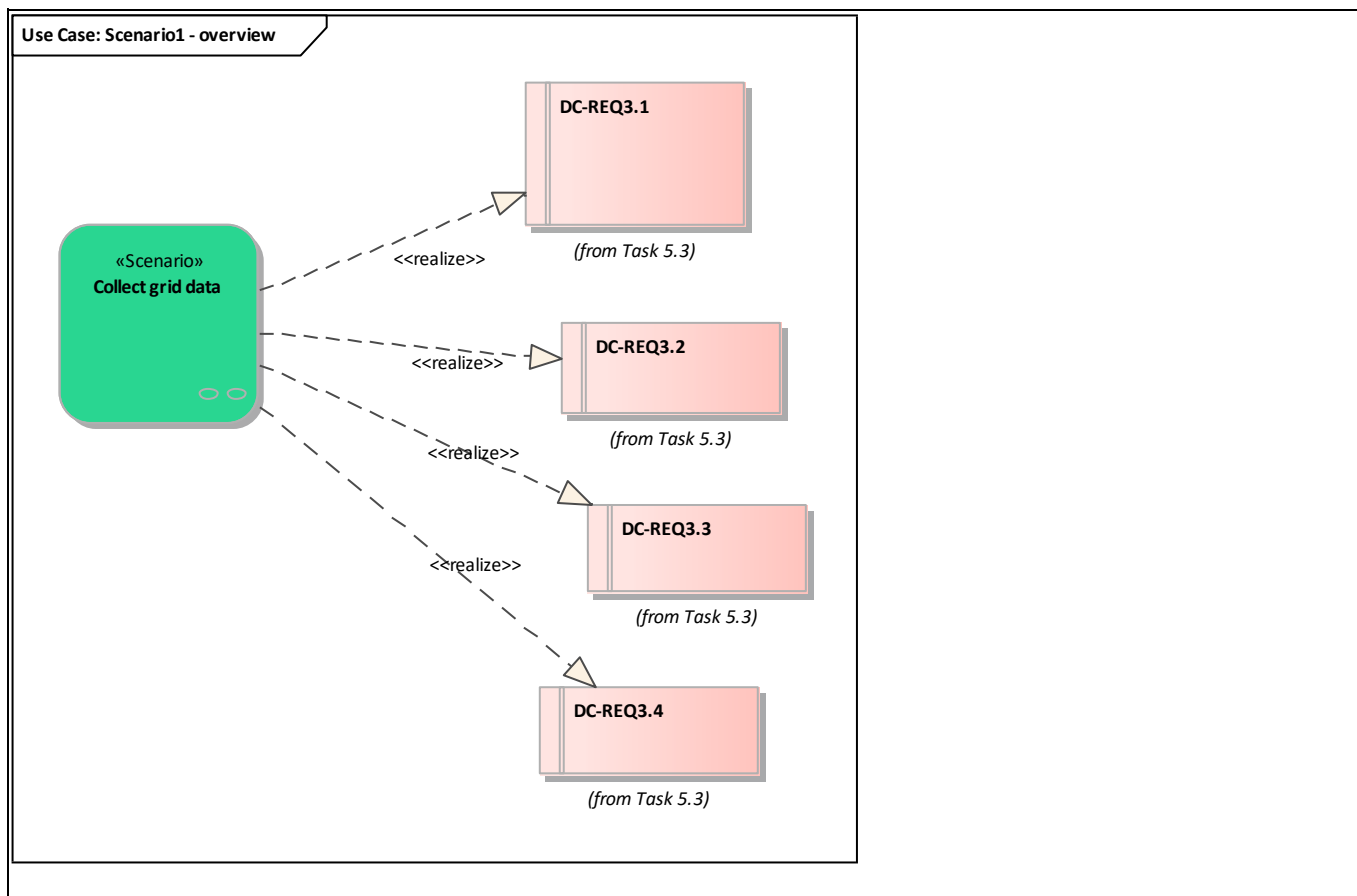 Use Case: Scenario1 - overview
DC-REQ3.1
(from Task 5.3)
«Scenario»
Collect grid data
<<realize>>
DC-REQ3.2
<<realize>>
(from Task 5.3)
<<realize>>
DC-REQ3.3
<<realize>>
(from Task 5.3)
DC-REQ3.4
(from Task 5.3)